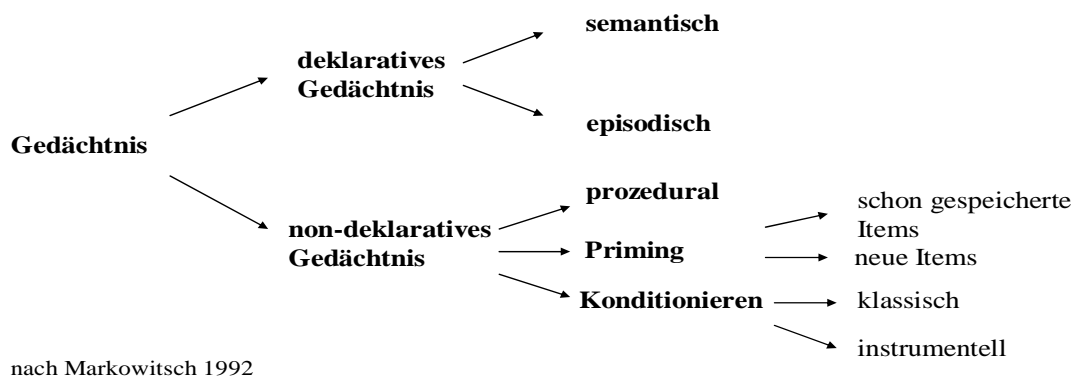 semantisch
deklaratives
Gedächtnis
episodisch
Gedächtnis
prozedural
schon gespeicherte
Items
non-deklaratives
Gedächtnis
Priming
neue Items
Konditionieren
klassisch
instrumentell
nach Markowitsch 1992